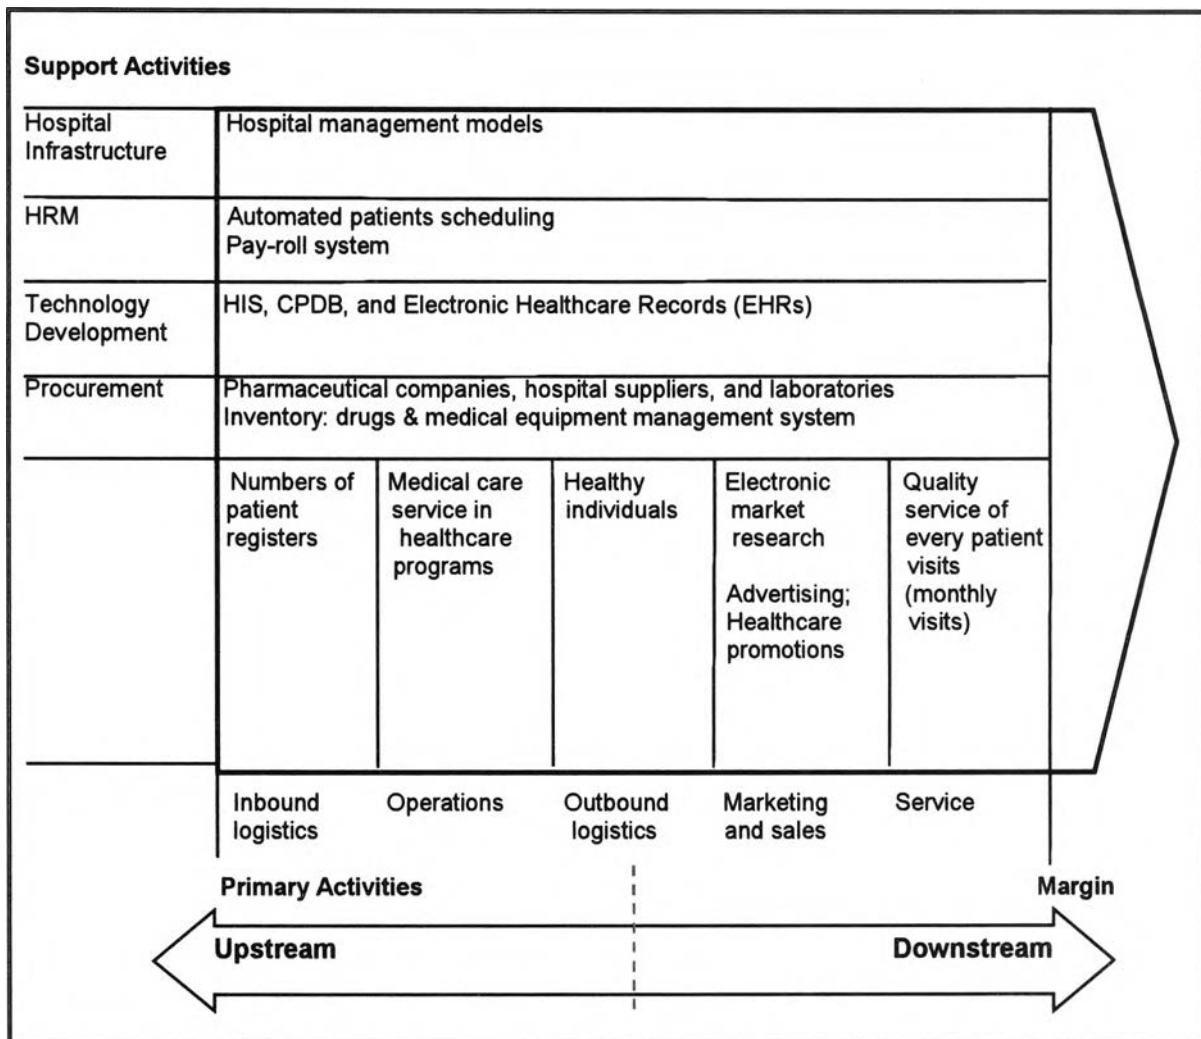 Support Activities
Hospital
Infrastructure
Hospital management models
HRM
Automated patients scheduling
Pay-roll system
Technology
Development
HIS, CPDB, and Electronic Healthcare Records (EHRs)
Procurement
Pharmaceutical companies, hospital suppliers, and laboratories
Inventory: drugs & medical equipment management system
Numbers of
patient
registers
Medical care
service in
healthcare
programs
Healthy
individuals
Electronic
market
research
Advertising;
Healthcare
promotions
Quality
service of
every patient
visits
(monthly
visits)
Inbound
logistics
Operations
Outbound
logistics
Marketing
and sales
Service
Primary Activities
Margin
Upstream
Downstream